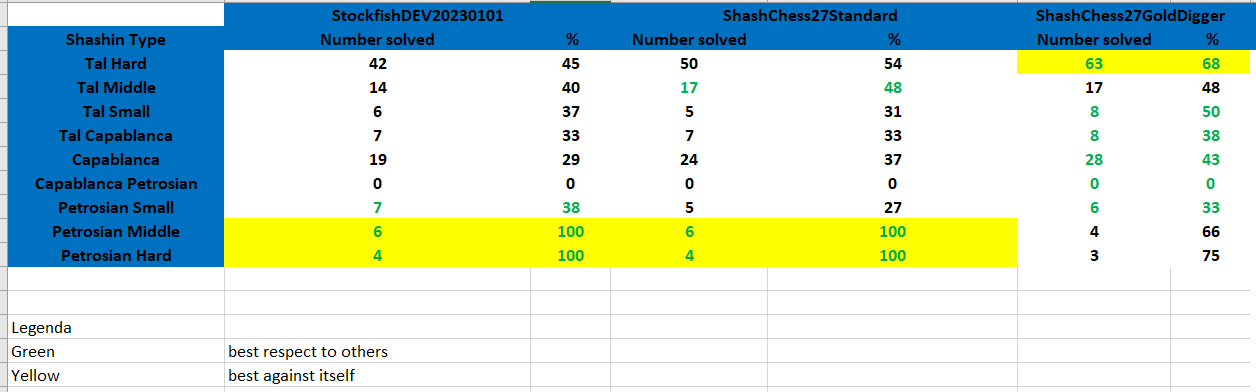 StockfishDEV20230101 ShashChess27Standard ShashChess27GoldDigger
Shashin Type Number solved % Number solved % Number solved %
Tal Hard 42 45 50 54 63 68
Tal Middle 14 40 17 48 17 48
Tal Small 6 37 5 31 8 50
Tal Capablanca 7 33 7 33 8 38
Capablanca 19 29 24 37 28 43
Capablanca Petrosian 0 0 0 0 0 0
Petrosian Small 7 38 5 27 6 33
Petrosian Middle 6 100 6 100 4 66
Petrosian Hard 4 100 4 100 3 75
Legenda
Green best respect to others
Yellow best against itself